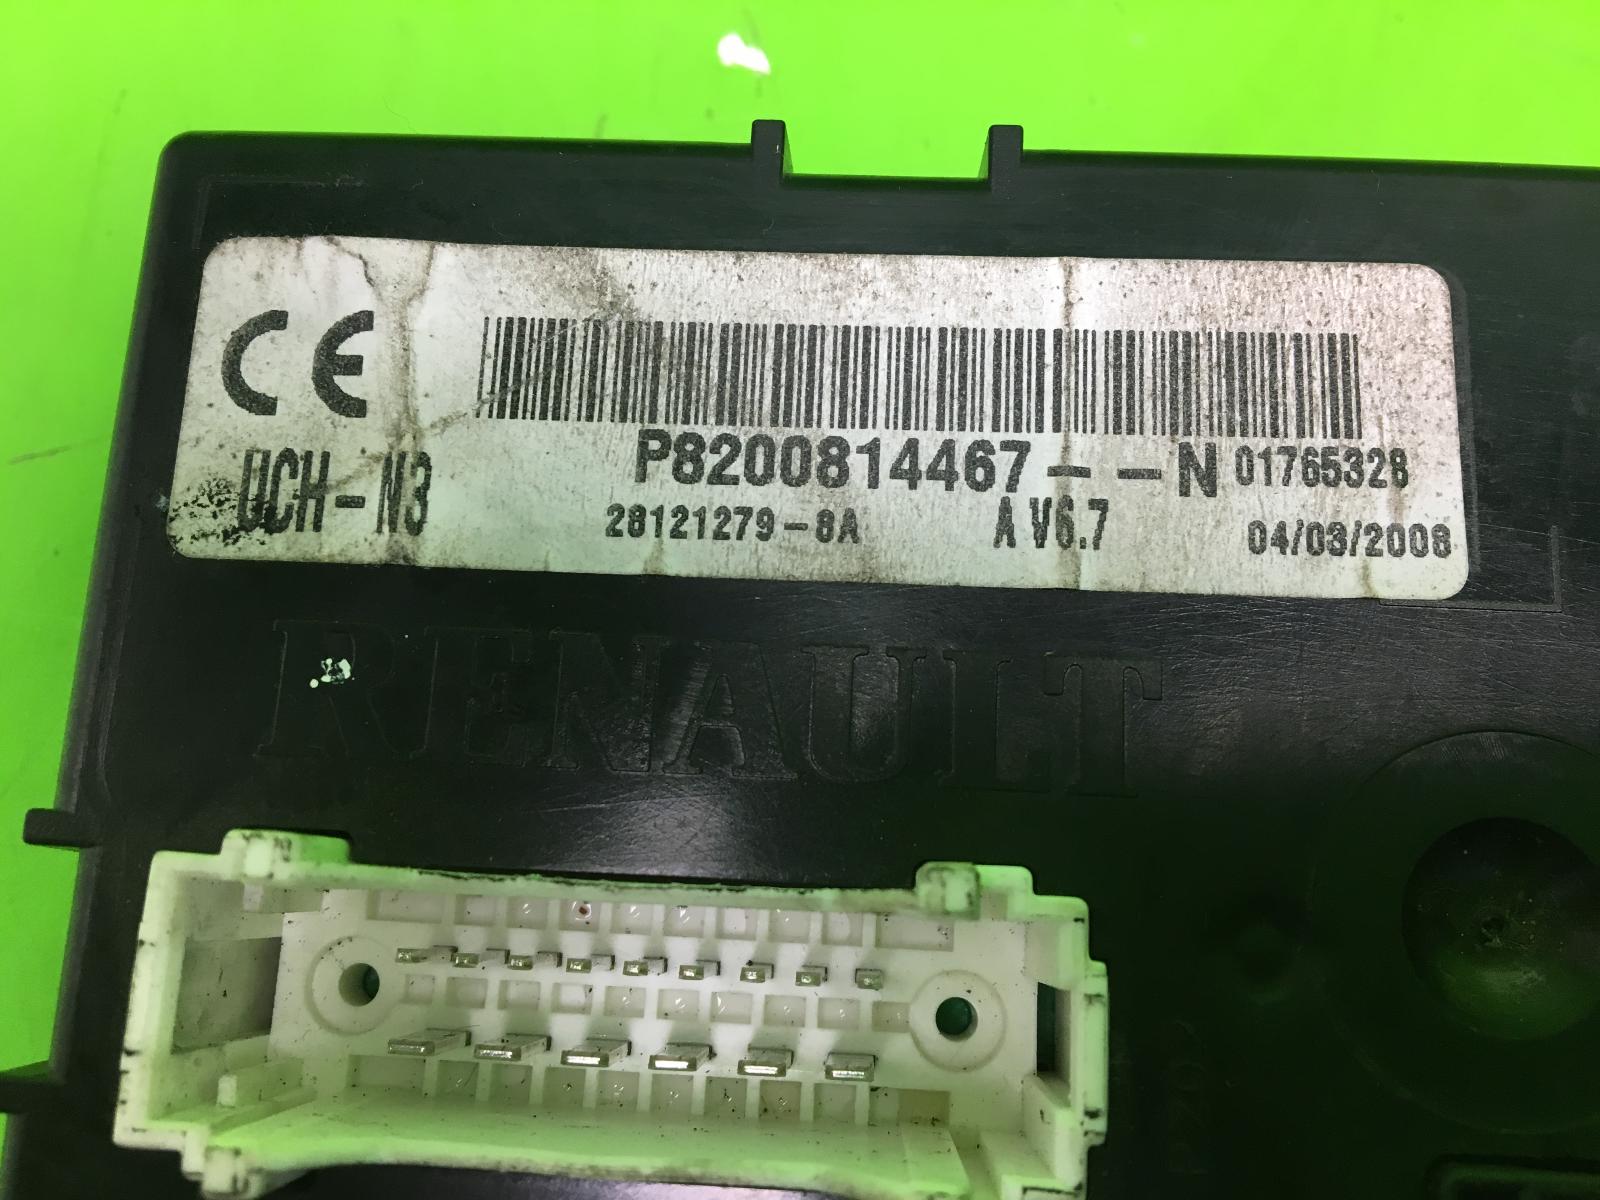 CE
P8200814467--N 01765328
UCH-N3 28121279-8A A V6.7 04/03/2008
RENAULT